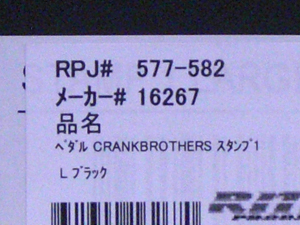 RPJ# 577-582
ﾒｰｶｰ# 16267
品名
ﾍﾟﾀﾞﾙ CRANKBROTHERS ｽﾀﾝﾌﾟ1
L ﾌﾞﾗｯｸ